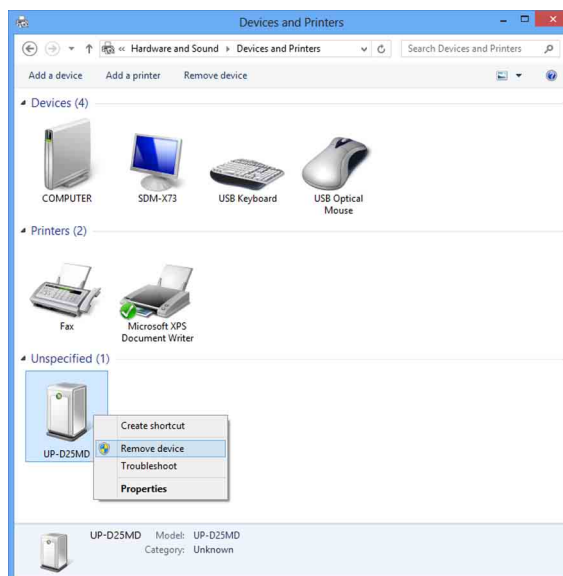 Devices and Printers
« Hardware and Sound Devices and Printers
Search Devices and Printers
Add a device Add a printer Remove device
Devices (4)
COMPUTER SDM-X73 USB Keyboard USB Optical
Mouse
Printers (2)
Fax Microsoft XPS
Document Writer
Unspecified (1)
UP-D25MD
Create shortcut
Remove device
Troubleshoot
Properties
UP-D25MD Model: UP-D25MD
Category: Unknown